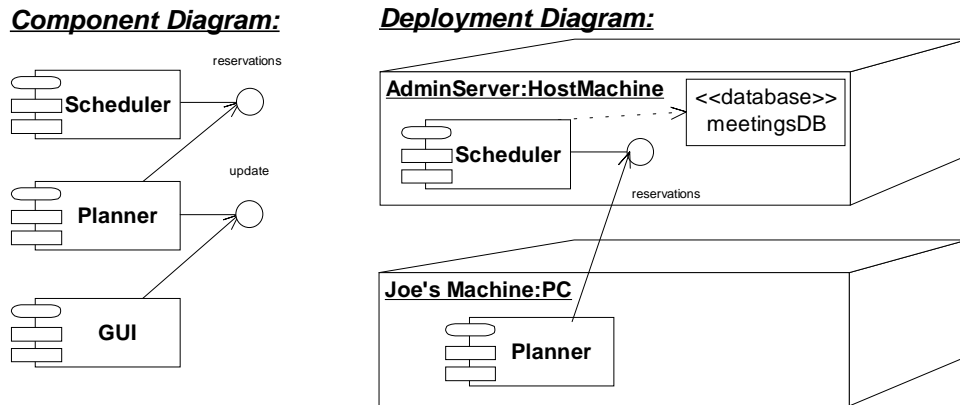 Component Diagram:
reservations
Scheduler
update
Planner
GUI
Deployment Diagram:
AdminServer:HostMachine
<<database>>
meetingsDB
Scheduler
reservations
Joe's Machine:PC
Planner